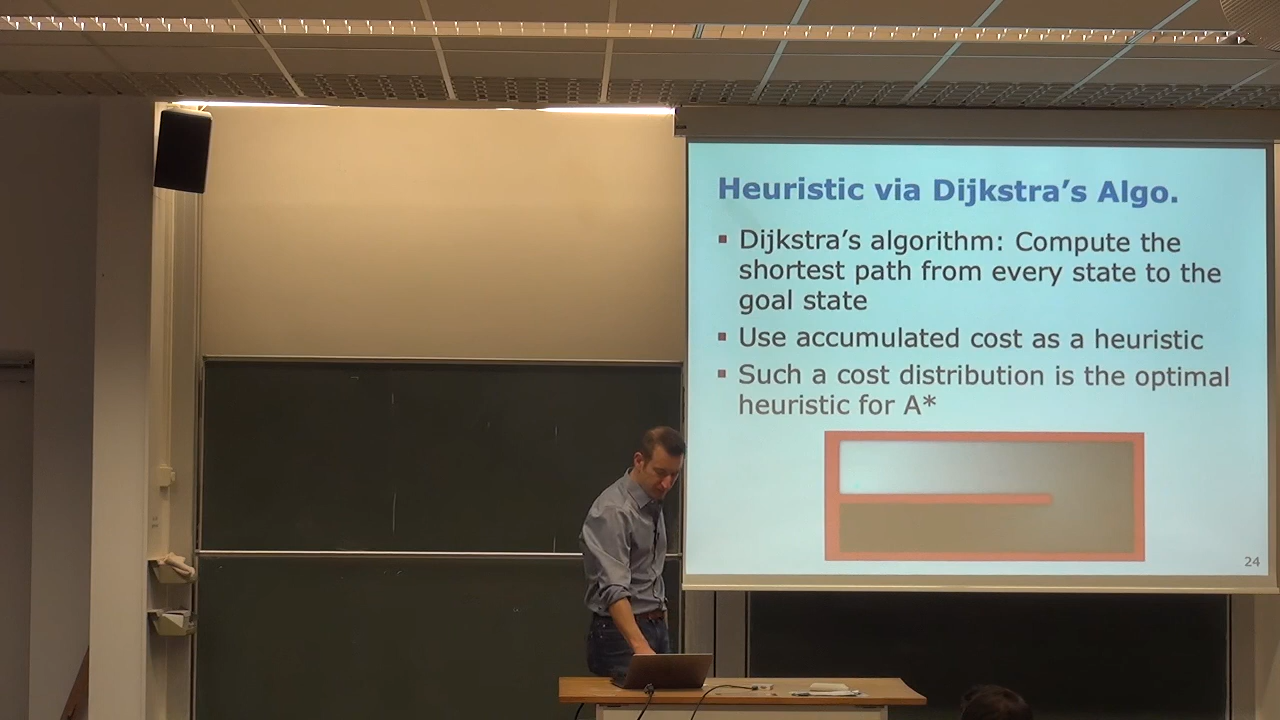 Heuristic via Dijkstra's Algo.
▪ Dijkstra's algorithm: Compute the
shortest path from every state to the
goal state
▪ Use accumulated cost as a heuristic
▪ Such a cost distribution is the optimal
heuristic for A*
24